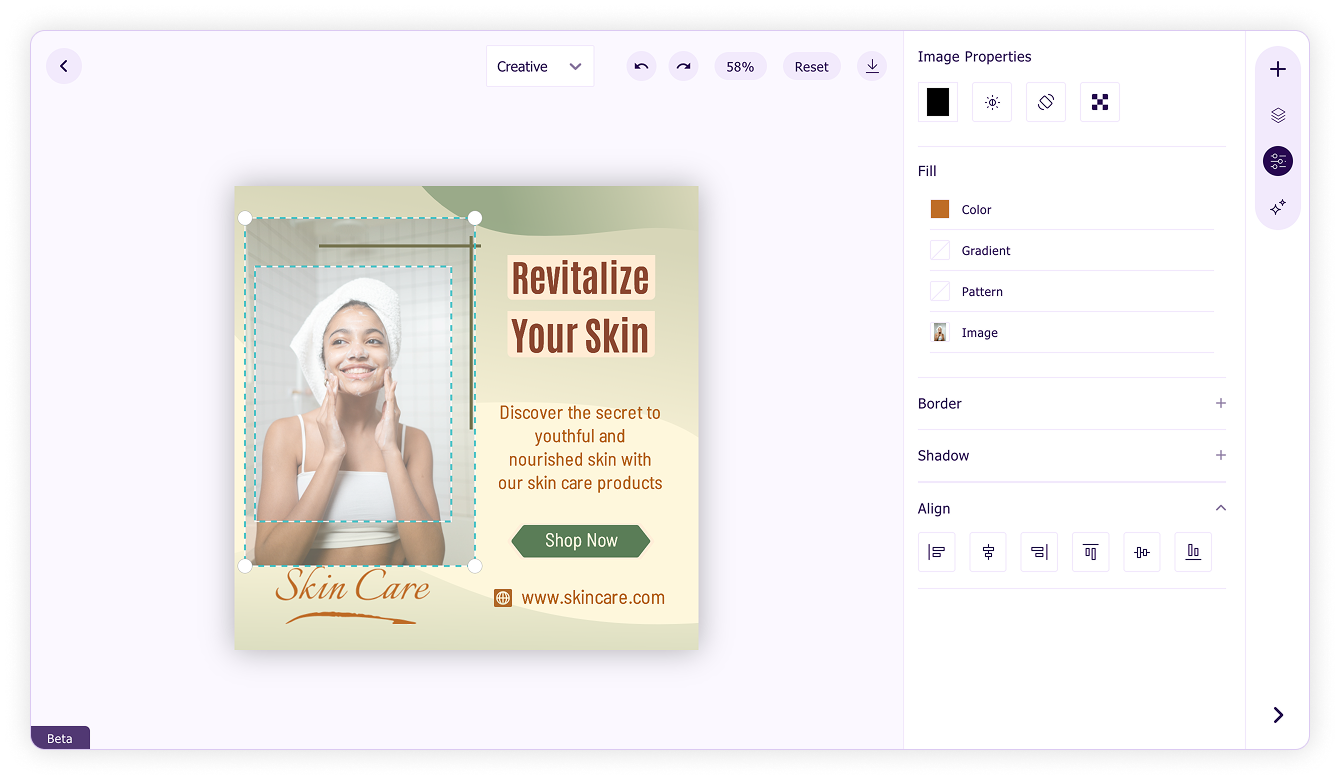 Creative
58%
Reset
Image Properties
Fill
Color
Gradient
Pattern
Image
Border
Shadow
Align
Revitalize
Your Skin
Discover the secret to
youthful and
nourished skin with
our skin care products
Shop Now
www.skincare.com
Skin Care
Beta